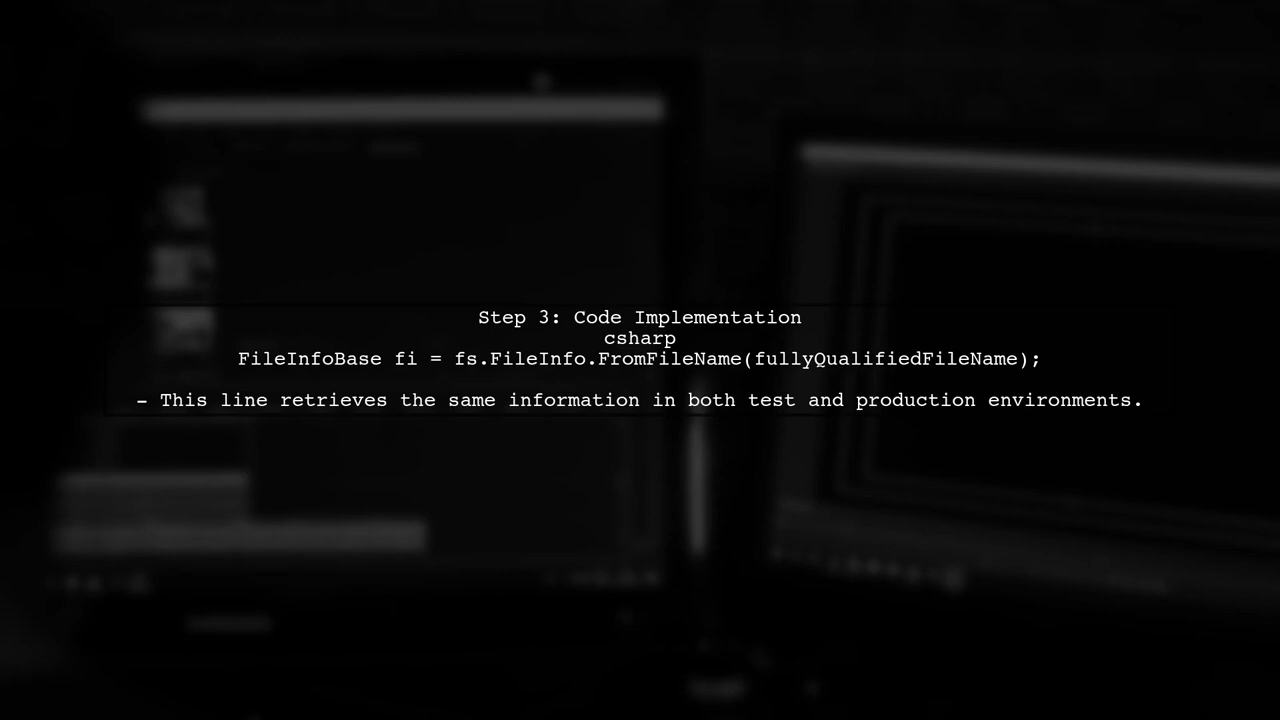 Step 3: Code Implementation
csharp
FileInfoBase fi = fs.FileInfo.FromFileName(fullyQualifiedFileName);
– This line retrieves the same information in both test and production environments.